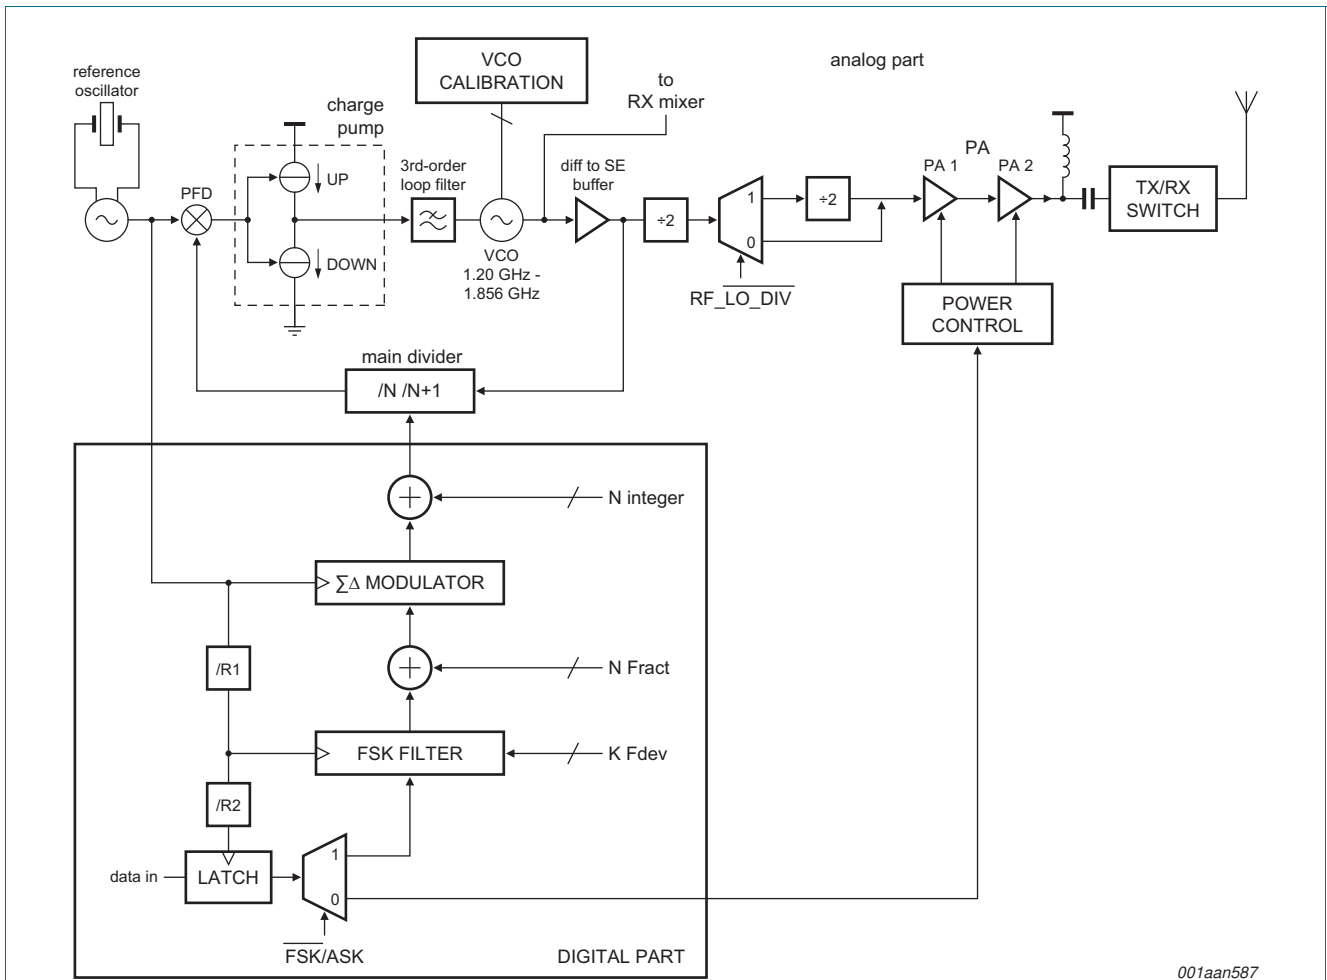 VCO
CALIBRATION
analog part
reference
oscillator
to
RX mixer
charge
pump
3rd-order
loop filter
diff to SE
buffer
PA
PA 1
PA 2
UP
PFD
1
÷2
÷2
TX/RX
SWITCH
0
DOWN
VCO
1.20 GHz -
1.856 GHz
RF_LO_DIV
POWER
CONTROL
main divider
/N /N+1
N integer
∑∆ MODULATOR
/R1
N Fract
FSK FILTER
K Fdev
/R2
1
data in
LATCH
0
FSK/ASK
DIGITAL PART
001aan587